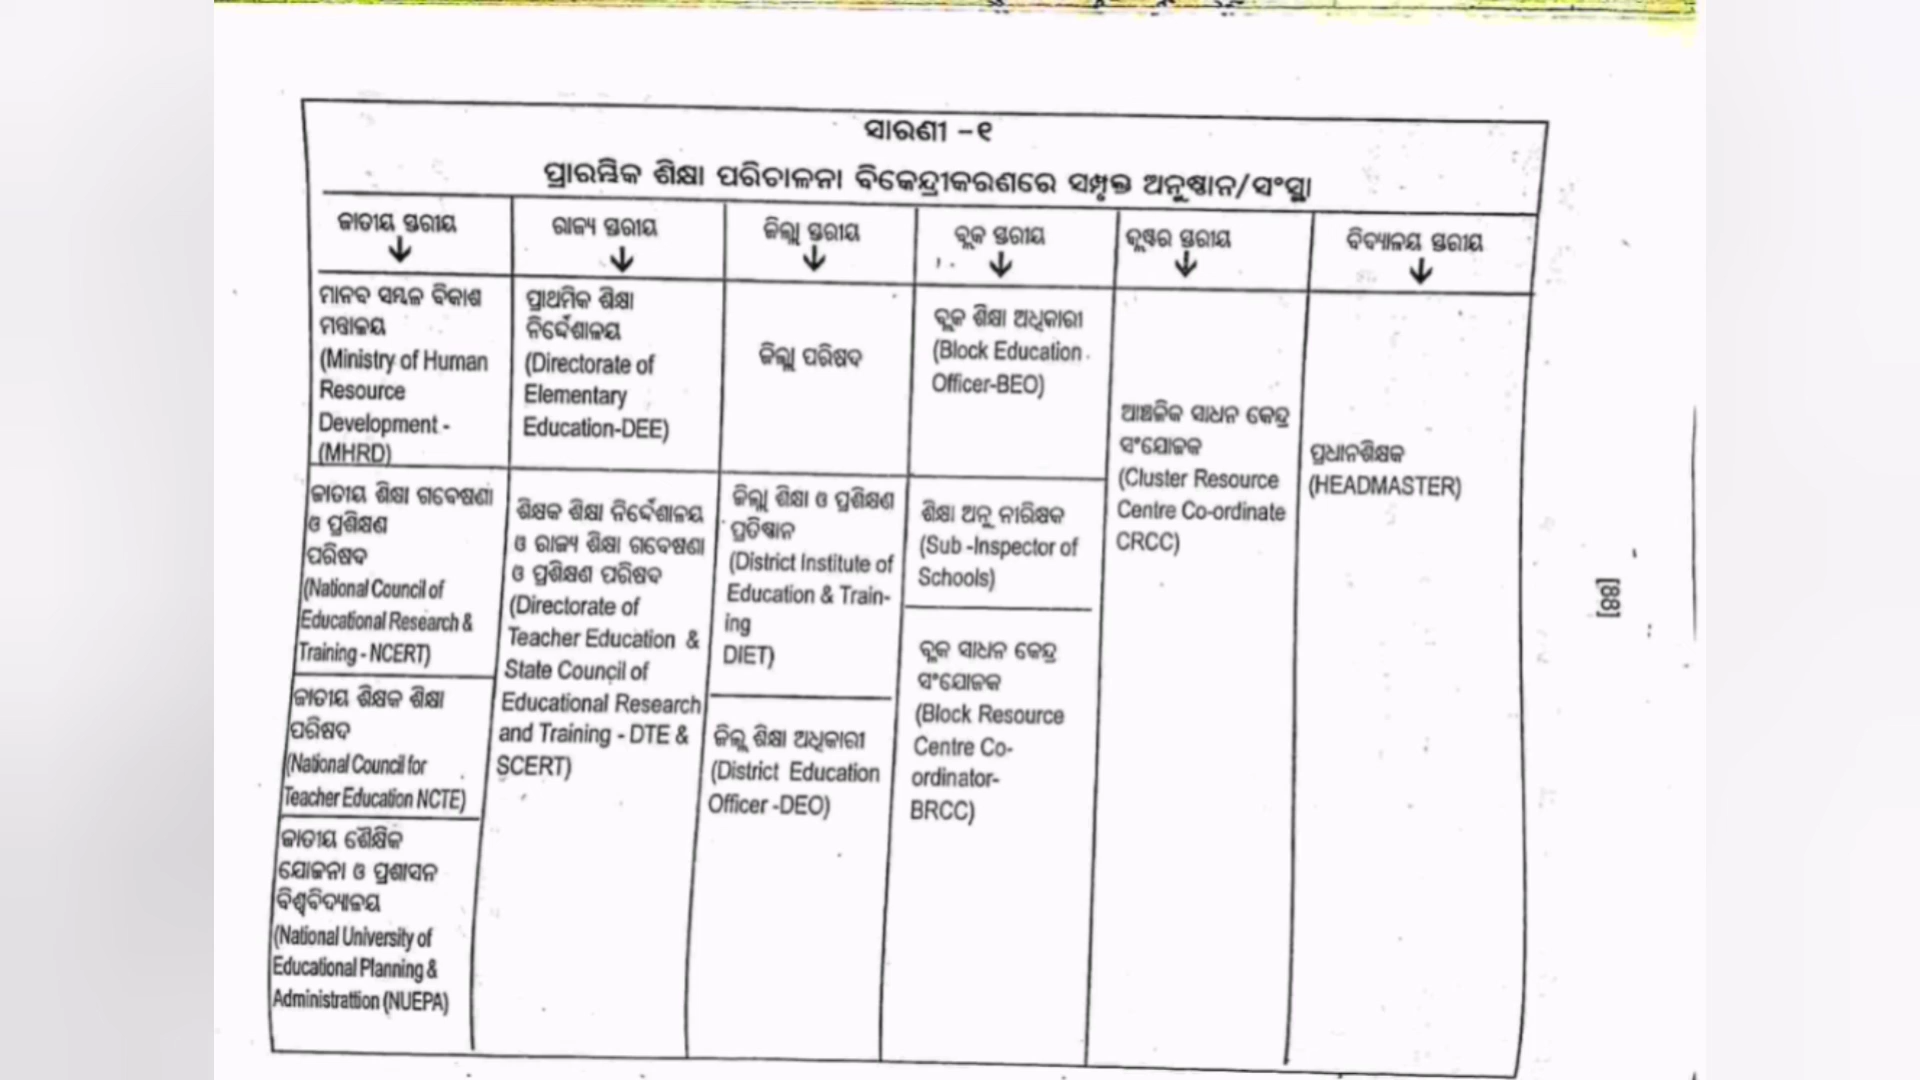 ସାରଣୀ –୧
ପ୍ରାରମ୍ଭିକ ଶିକ୍ଷା ପରିଚାଳନା ବିକେନ୍ଦ୍ରୀକରଣରେ ସମ୍ପୃକ୍ତ ଅନୁଷ୍ଠାନ/ସଂସ୍ଥା
ଜାତୀୟ ସ୍ତରୀୟ
ମାନବ ସମ୍ବଳ ବିକାଶ
ମନ୍ତ୍ରାଳୟ
(Ministry of Human
Resource
Development -
(MHRD)
ଜାତୀୟ ଶିକ୍ଷା ଗବେଷଣା
ଓ ପ୍ରଶିକ୍ଷଣ
ପରିଷଦ
(National Council of
Educational Research &
Training - NCERT)
ଜାତୀୟ ଶିକ୍ଷକ ଶିକ୍ଷା
ପରିଷଦ
(National Council for
Teacher Education NCTE)
ଜାତୀୟ ଶୈକ୍ଷିକ
ଯୋଜନା ଓ ପ୍ରଶାସନ
ବିଶ୍ୱବିଦ୍ୟାଳୟ
(National University of
Educational Planning &
Administrattion (NUEPA)
ରାଜ୍ୟ ସ୍ତରୀୟ
ପ୍ରାଥମିକ ଶିକ୍ଷା
ନିର୍ଦ୍ଦେଶାଳୟ
(Directorate of
Elementary
Education-DEE)
ଶିକ୍ଷକ ଶିକ୍ଷା ନିର୍ଦ୍ଦେଶାଳୟ
ଓ ରାଜ୍ୟ ଶିକ୍ଷା ଗବେଷଣା
ଓ ପ୍ରଶିକ୍ଷଣ ପରିଷଦ
(Directorate of
Teacher Education &
State Council of
Educational Research
and Training - DTE &
SCERT)
ଜିଲ୍ଲା ସ୍ତରୀୟ
ଜିଲ୍ଲା ପରିଷଦ
ଜିଲ୍ଲା ଶିକ୍ଷା ଓ ପ୍ରଶିକ୍ଷଣ
ପ୍ରତିଷ୍ଠାନ
(District Institute of
Education & Train-
ing
DIET)
ଜିଲ୍ଲ ଶିକ୍ଷା ଅଧିକାରୀ
(District Education
Officer -DEO)
ବ୍ଲକ ସ୍ତରୀୟ
ବ୍ଲକ ଶିକ୍ଷା ଅଧିକାରୀ
(Block Education
Officer-BEO)
ଶିକ୍ଷା ଅନୁ ନୀରିକ୍ଷକ
(Sub -Inspector of
Schools)
ବ୍ଲକ ସାଧନ କେନ୍ଦ୍ର
ସଂଯୋଜକ
(Block Resource
Centre Co-
ordinator-
BRCC)
କ୍ଲଷ୍ଟର ସ୍ତରୀୟ
ଆଞ୍ଚଳିକ ସାଧନ କେନ୍ଦ୍ର
ସଂଯୋଜକ
(Cluster Resource
Centre Co-ordinate
CRCC)
ବିଦ୍ୟାଳୟ ସ୍ତରୀୟ
ପ୍ରଧାନଶିକ୍ଷକ
(HEADMASTER)
[88]